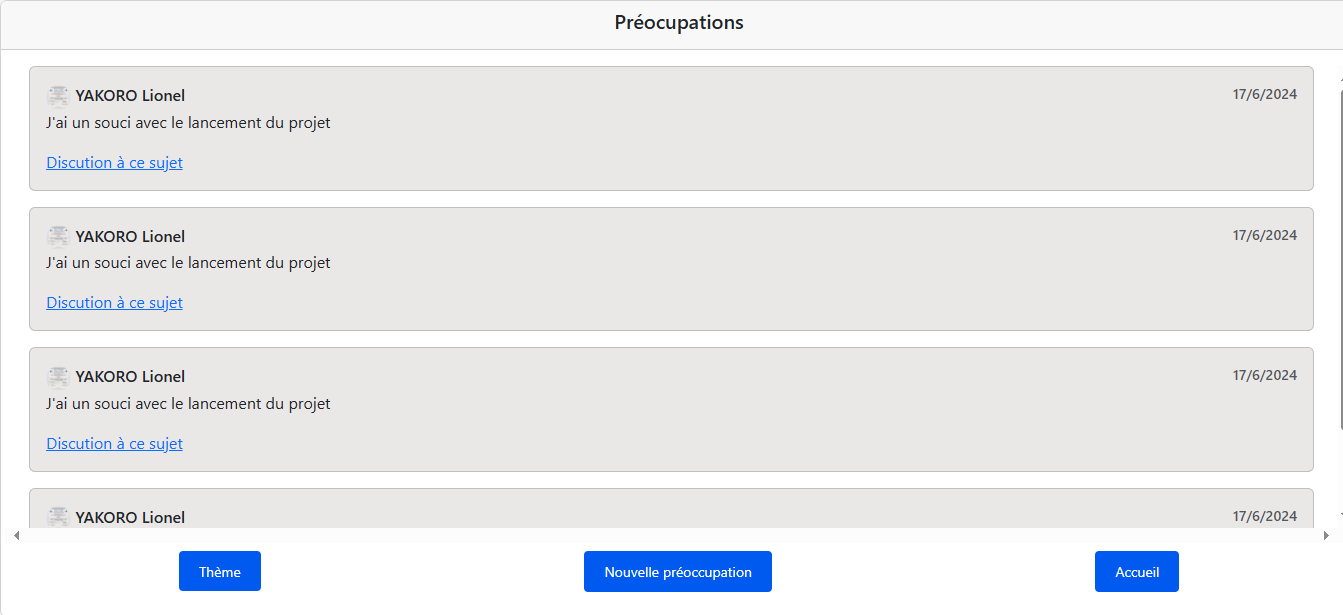 Préocupations
YAKORO Lionel 17/6/2024
J'ai un souci avec le lancement du projet
Discution à ce sujet
YAKORO Lionel 17/6/2024
J'ai un souci avec le lancement du projet
Discution à ce sujet
YAKORO Lionel 17/6/2024
J'ai un souci avec le lancement du projet
Discution à ce sujet
YAKORO Lionel 17/6/2024
Thème Nouvelle préoccupation Accueil